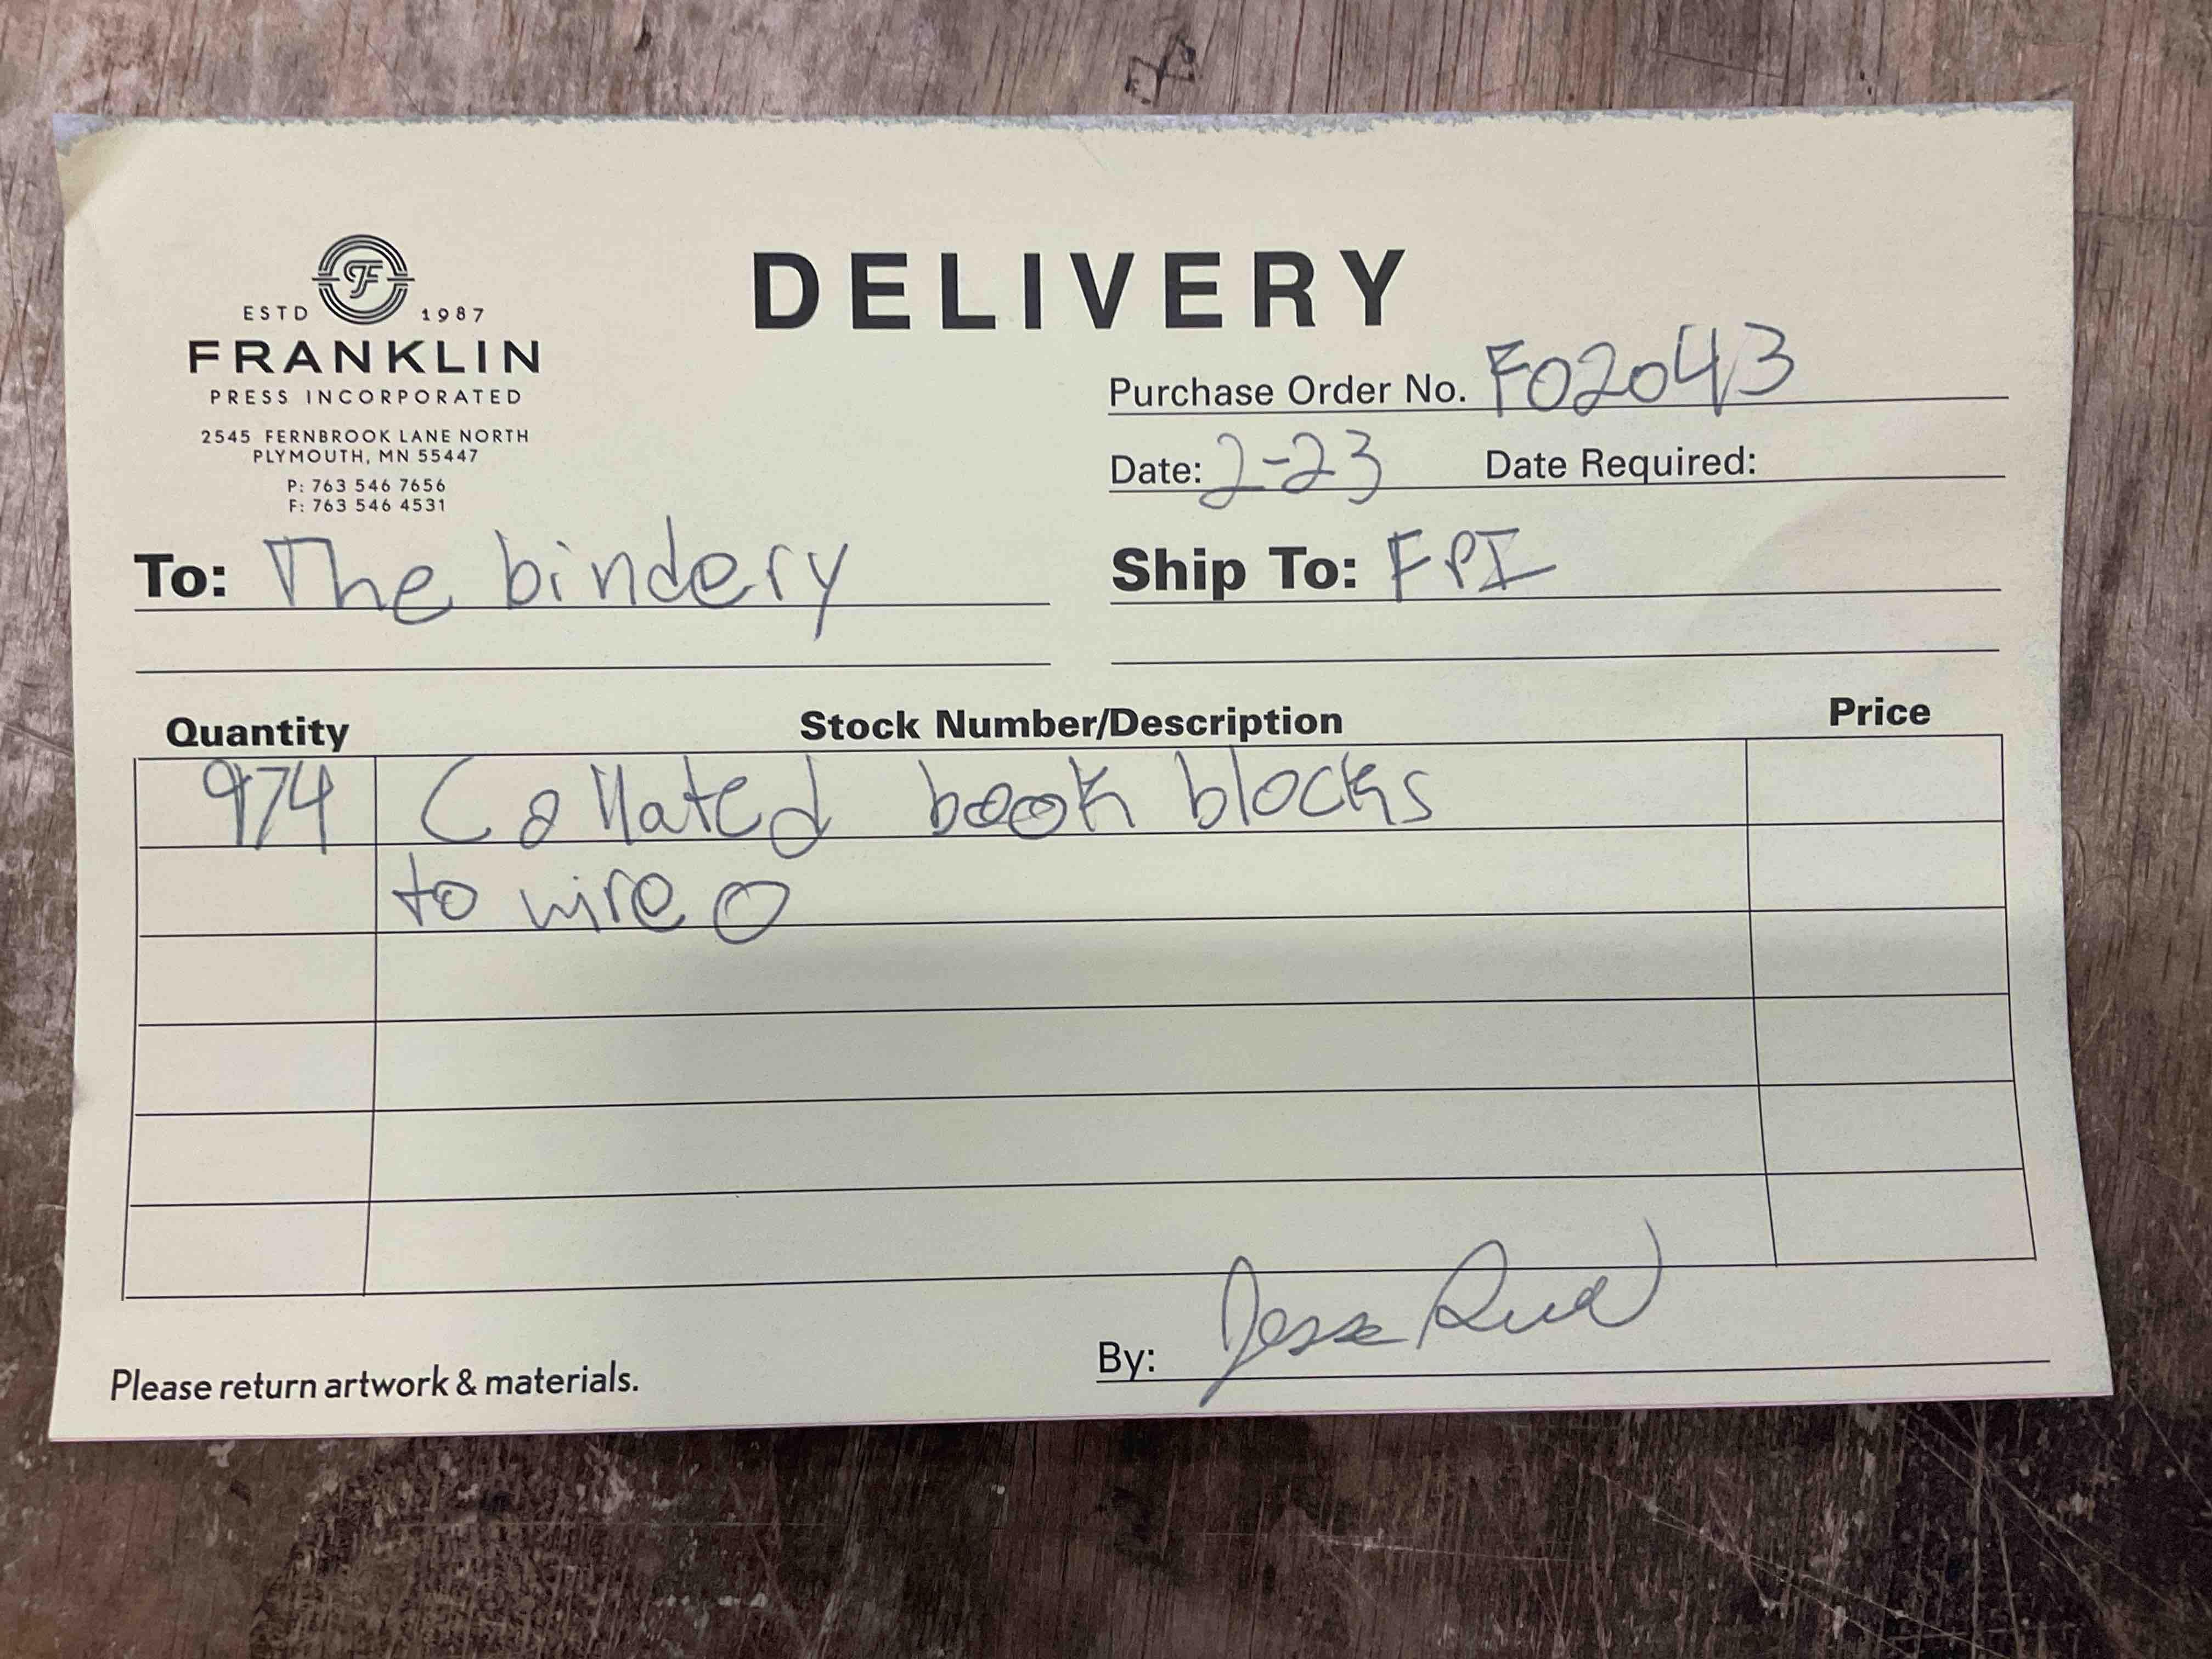 ESTD 1987
FRANKLIN
PRESS INCORPORATED
2545 FERNBROOK LANE NORTH
PLYMOUTH, MN 55447
P: 763 546 7656
F: 763 546 4531
DELIVERY
Purchase Order No. F02043
Date: 2-23 Date Required:
To: The bindery
Ship To: FPI
Quantity Stock Number/Description Price
974 Collated book blocks
to wire O
Please return artwork & materials.
By: Jesse